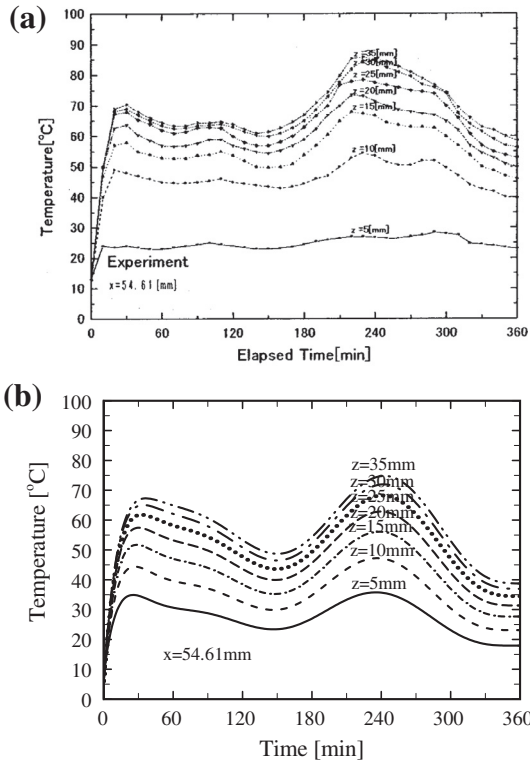 (a)
100
90
80
70
60
50
40
30
20
10
0
Temperature[℃]
z=35[mm]
z=30[mm]
z=25[mm]
z=20[mm]
z=15[mm]
z=10[mm]
z=5[mm]
Experiment
x=54.61[mm]
0 60 120 180 240 300 360
Elapsed Time[min]
(b)
100
90
80
70
60
50
40
30
20
10
0
Temperature [°C]
z=35mm
z=30mm
z=25mm
z=20mm
z=15mm
z=10mm
z=5mm
x=54.61mm
0 60 120 180 240 300 360
Time [min]